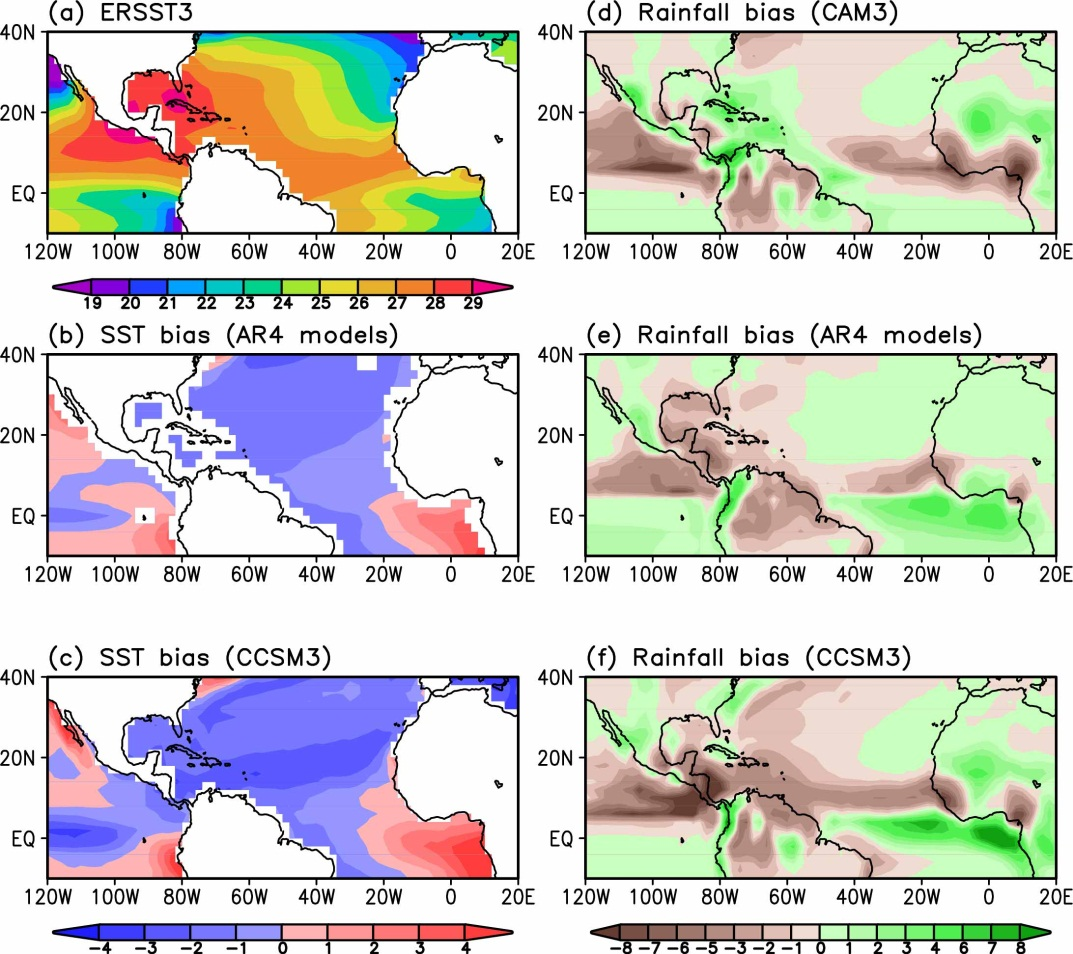 (a) ERSST3
40N
20N
EQ
120W 100W 80W 60W 40W 20W 0 20E
19 20 21 22 23 24 25 26 27 28 29
(d) Rainfall bias (CAM3)
40N
20N
EQ
120W 100W 80W 60W 40W 20W 0 20E
(b) SST bias (AR4 models)
40N
20N
EQ
120W 100W 80W 60W 40W 20W 0 20E
(e) Rainfall bias (AR4 models)
40N
20N
EQ
120W 100W 80W 60W 40W 20W 0 20E
(c) SST bias (CCSM3)
40N
20N
EQ
120W 100W 80W 60W 40W 20W 0 20E
-4 -3 -2 -1 0 1 2 3 4
(f) Rainfall bias (CCSM3)
40N
20N
EQ
120W 100W 80W 60W 40W 20W 0 20E
-8 -7 -6 -5 -3 -2 -1 0 1 2 3 4 6 7 8